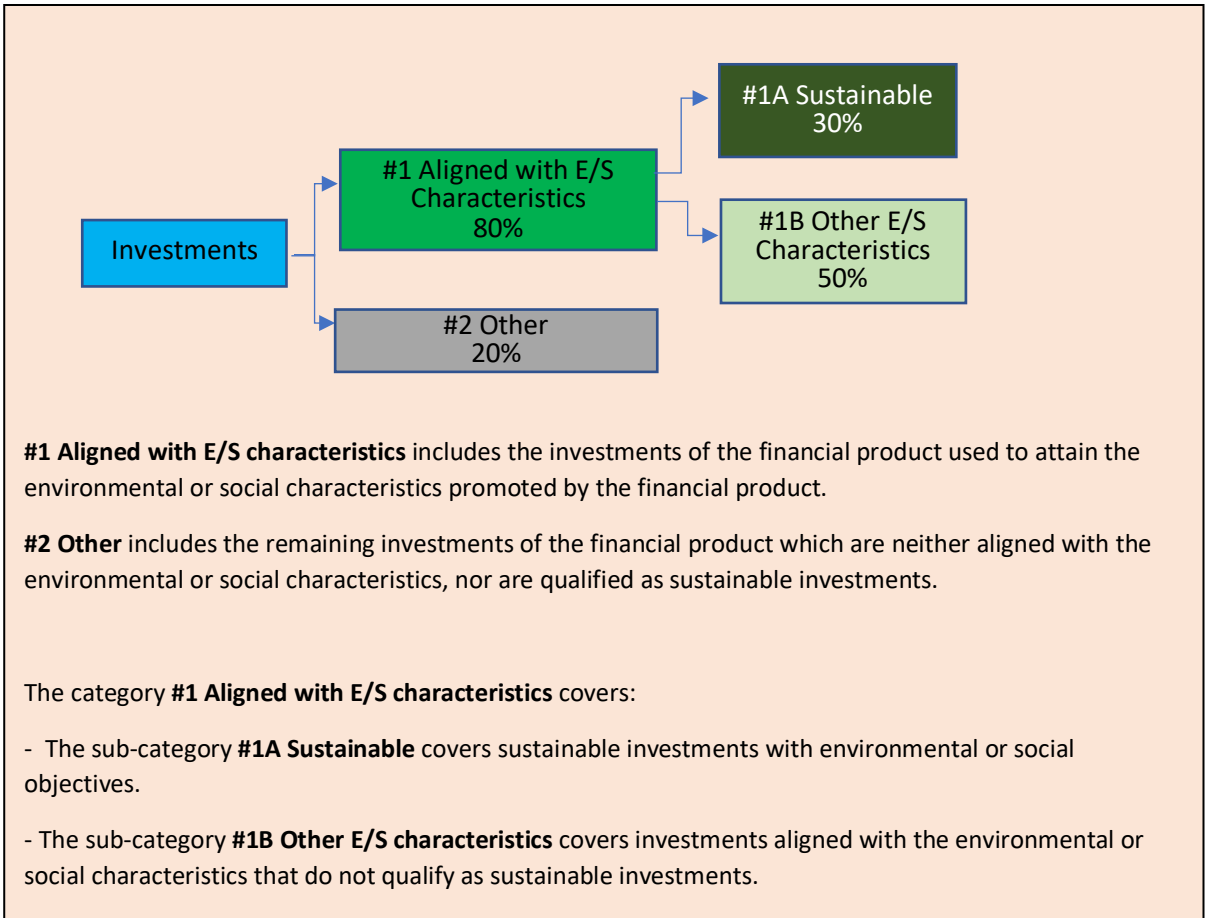 #1A Sustainable
30%
#1 Aligned with E/S
Characteristics
80%
#1B Other E/S
Characteristics
50%
Investments
#2 Other
20%
#1 Aligned with E/S characteristics includes the investments of the financial product used to attain the
environmental or social characteristics promoted by the financial product.
#2 Other includes the remaining investments of the financial product which are neither aligned with the
environmental or social characteristics, nor are qualified as sustainable investments.
The category #1 Aligned with E/S characteristics covers:
- The sub-category #1A Sustainable covers sustainable investments with environmental or social
objectives.
- The sub-category #1B Other E/S characteristics covers investments aligned with the environmental or
social characteristics that do not qualify as sustainable investments.